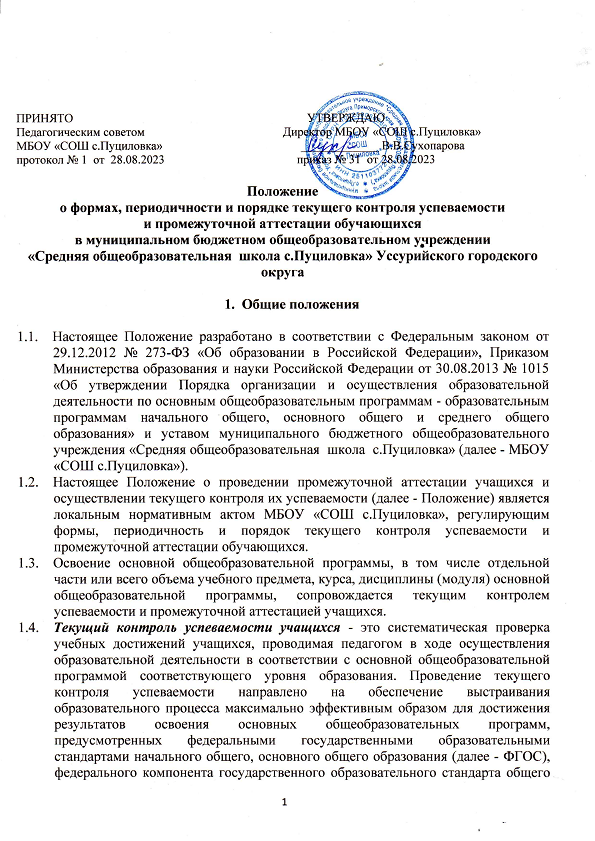 ПРИНЯТО УТВЕРЖДАЮ
Педагогическим советом Директор МБОУ «СОШ с.Пуциловка»
МБОУ «СОШ с.Пуциловка» В.В.Сухопарова
протокол № 1 от 28.08.2023 приказ № 31 от 28.08.2023
Положение
о формах, периодичности и порядке текущего контроля успеваемости
и промежуточной аттестации обучающихся
в муниципальном бюджетном общеобразовательном учреждении
«Средняя общеобразовательная школа с.Пуциловка» Уссурийского городского
округа
1. Общие положения
1.1. Настоящее Положение разработано в соответствии с Федеральным законом от
29.12.2012 № 273-ФЗ «Об образовании в Российской Федерации», Приказом
Министерства образования и науки Российской Федерации от 30.08.2013 № 1015
«Об утверждении Порядка организации и осуществления образовательной
деятельности по основным общеобразовательным программам - образовательным
программам начального общего, основного общего и среднего общего
образования» и уставом муниципального бюджетного общеобразовательного
учреждения «Средняя общеобразовательная школа с.Пуциловка» (далее - МБОУ
«СОШ с.Пуциловка»).
1.2. Настоящее Положение о проведении промежуточной аттестации учащихся и
осуществлении текущего контроля их успеваемости (далее - Положение) является
локальным нормативным актом МБОУ «СОШ с.Пуциловка», регулирующим
формы, периодичность и порядок текущего контроля успеваемости и
промежуточной аттестации обучающихся.
1.3. Освоение основной общеобразовательной программы, в том числе отдельной
части или всего объема учебного предмета, курса, дисциплины (модуля) основной
общеобразовательной программы, сопровождается текущим контролем
успеваемости и промежуточной аттестацией учащихся.
1.4. Текущий контроль успеваемости учащихся - это систематическая проверка
учебных достижений учащихся, проводимая педагогом в ходе осуществления
образовательной деятельности в соответствии с основной общеобразовательной
программой соответствующего уровня образования. Проведение текущего
контроля успеваемости направлено на обеспечение выстраивания
образовательного процесса максимально эффективным образом для достижения
результатов освоения основных общеобразовательных программ,
предусмотренных федеральными государственными образовательными
стандартами начального общего, основного общего образования (далее - ФГОС),
федерального компонента государственного образовательного стандарта общего
1